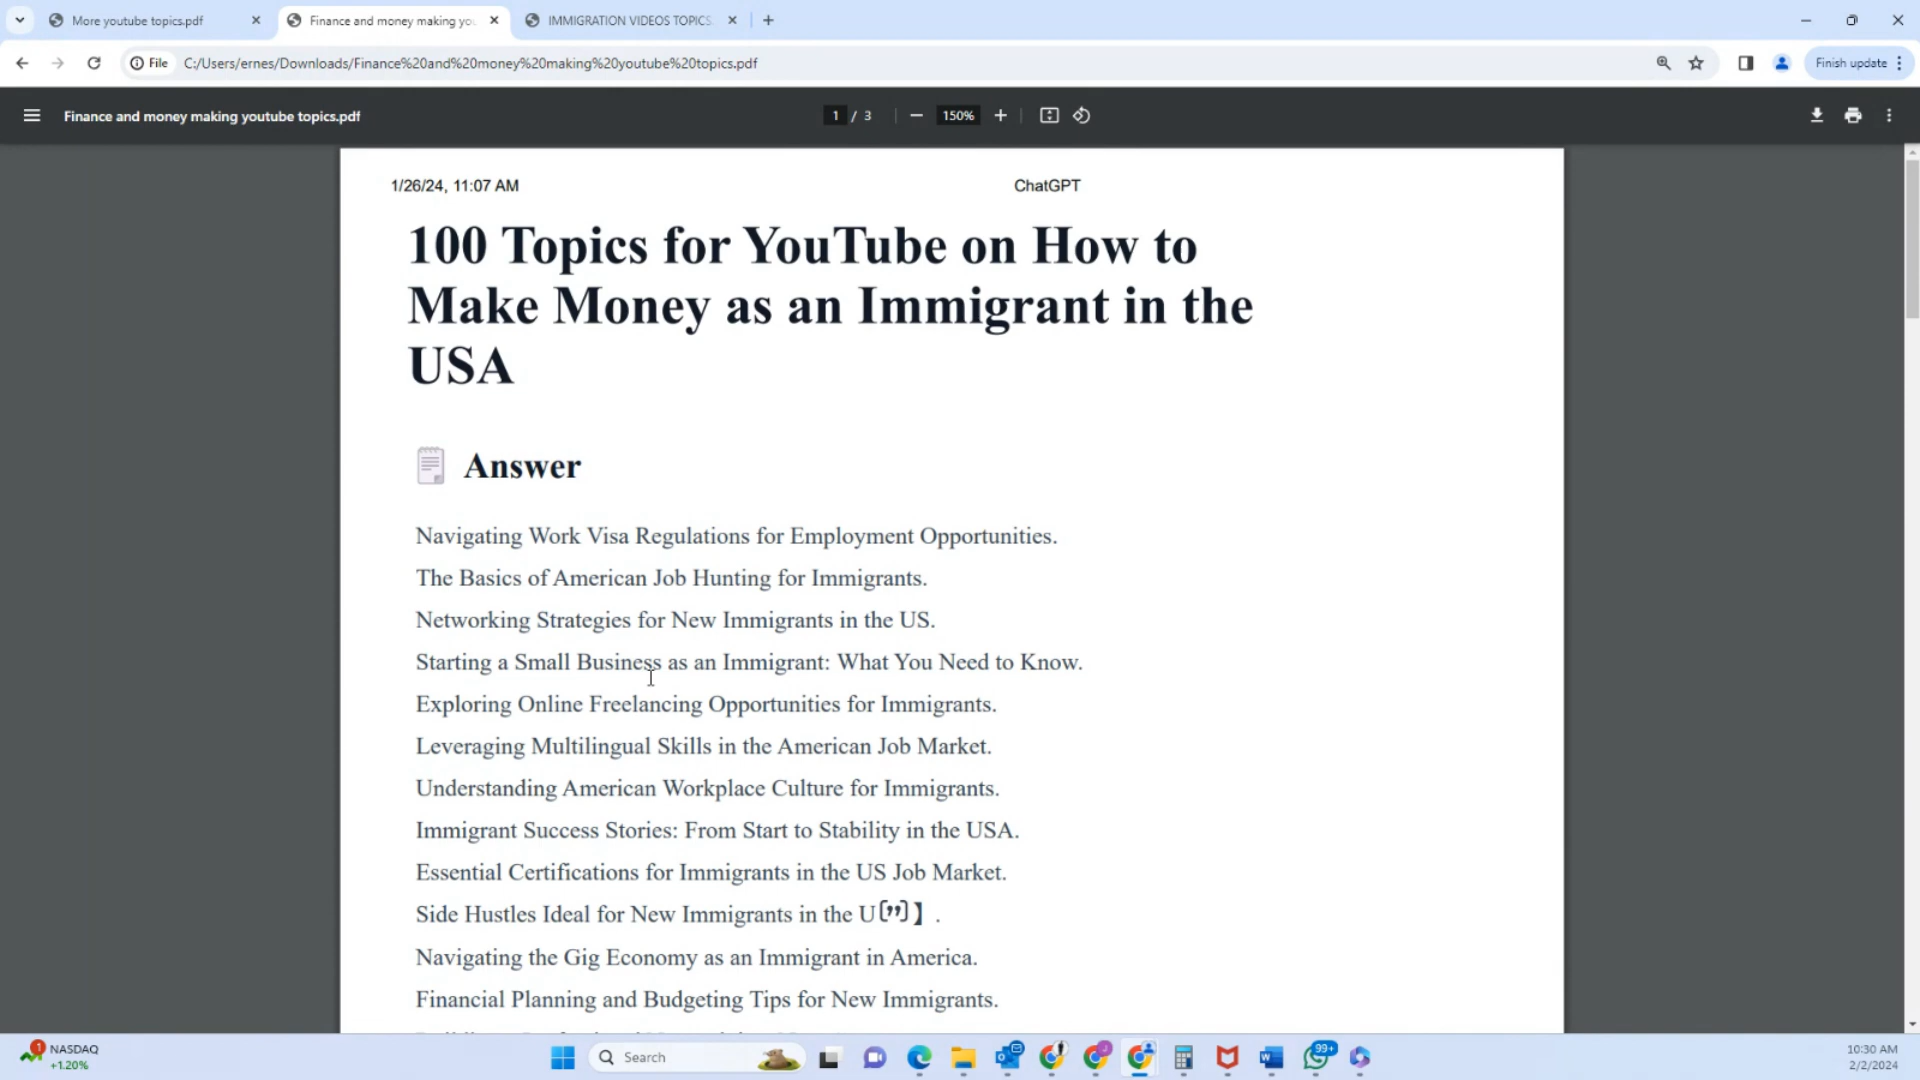 More youtube topics.pdf
Finance and money making you
IMMIGRATION VIDEOS TOPICS
File
C:/Users/ernes/Downloads/Finance%20and%20money%20making%20youtube%20topics.pdf
Finish update
Finance and money making youtube topics.pdf
1 / 3
150%
1/26/24, 11:07 AM
ChatGPT
100 Topics for YouTube on How to
Make Money as an Immigrant in the
USA
Answer
Navigating Work Visa Regulations for Employment Opportunities.
The Basics of American Job Hunting for Immigrants.
Networking Strategies for New Immigrants in the US.
Starting a Small Business as an Immigrant: What You Need to Know.
Exploring Online Freelancing Opportunities for Immigrants.
Leveraging Multilingual Skills in the American Job Market.
Understanding American Workplace Culture for Immigrants.
Immigrant Success Stories: From Start to Stability in the USA.
Essential Certifications for Immigrants in the US Job Market.
Side Hustles Ideal for New Immigrants in the U【”】.
Navigating the Gig Economy as an Immigrant in America.
Financial Planning and Budgeting Tips for New Immigrants.
1
NASDAQ
+1.20%
Search
99+
10:30 AM
2/2/2024